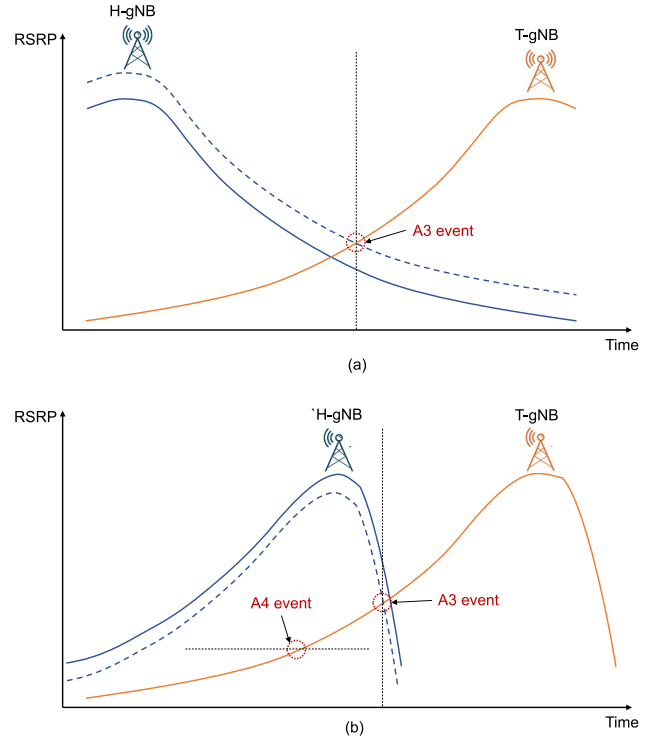 H-gNB
RSRP
T-gNB
A3 event
Time
(a)
RSRP
`H-gNB
T-gNB
A4 event
A3 event
Time
(b)